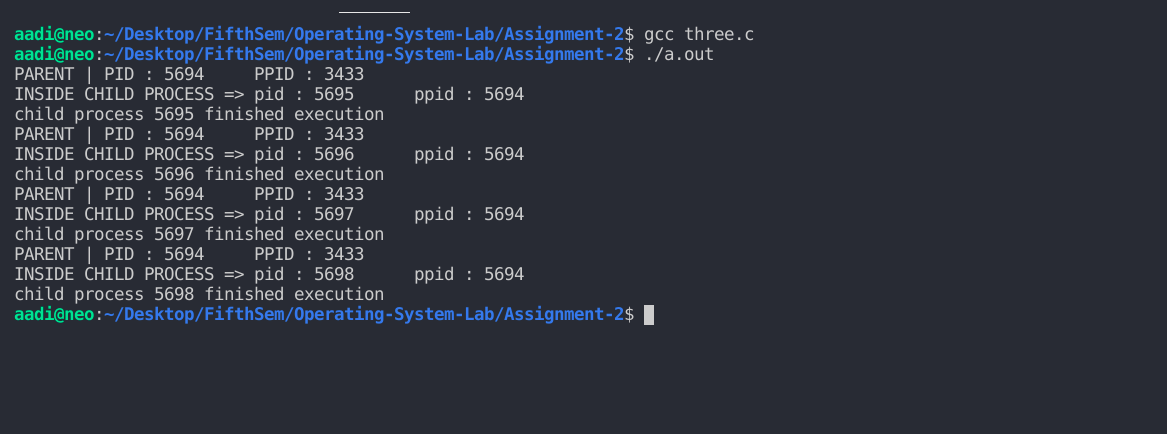 aadi@neo:~/Desktop/FifthSem/Operating-System-Lab/Assignment-2$ gcc three.c
aadi@neo:~/Desktop/FifthSem/Operating-System-Lab/Assignment-2$ ./a.out
PARENT | PID : 5694     PPID : 3433
INSIDE CHILD PROCESS => pid : 5695      ppid : 5694
child process 5695 finished execution
PARENT | PID : 5694     PPID : 3433
INSIDE CHILD PROCESS => pid : 5696      ppid : 5694
child process 5696 finished execution
PARENT | PID : 5694     PPID : 3433
INSIDE CHILD PROCESS => pid : 5697      ppid : 5694
child process 5697 finished execution
PARENT | PID : 5694     PPID : 3433
INSIDE CHILD PROCESS => pid : 5698      ppid : 5694
child process 5698 finished execution
aadi@neo:~/Desktop/FifthSem/Operating-System-Lab/Assignment-2$